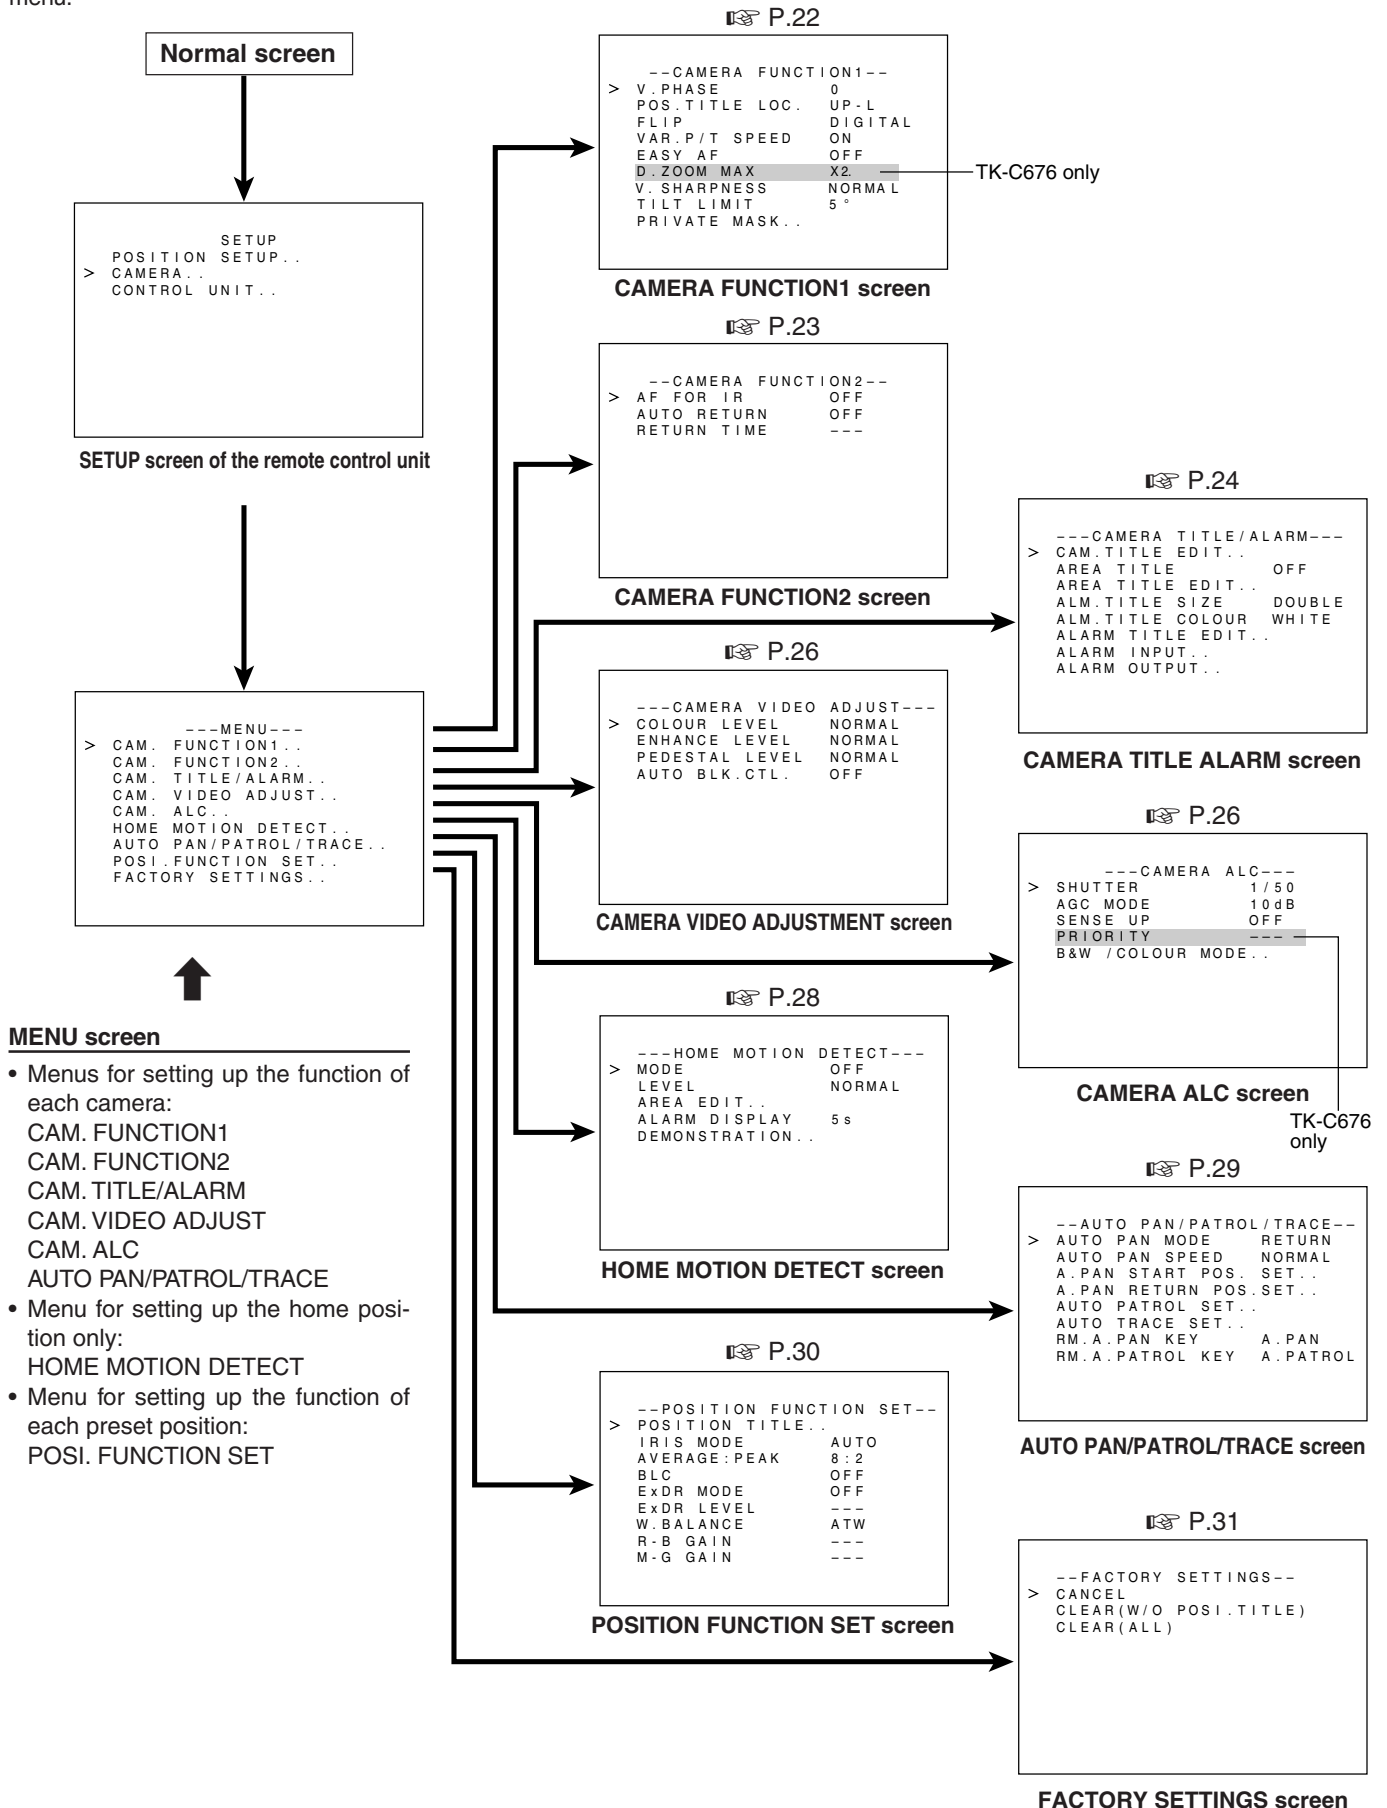 menu.
Normal screen
SETUP
POSITION SETUP..
> CAMERA..
CONTROL UNIT..
SETUP screen of the remote control unit
---MENU---
> CAM. FUNCTION1..
CAM. FUNCTION2..
CAM. TITLE/ALARM..
CAM. VIDEO ADJUST..
CAM. ALC..
HOME MOTION DETECT..
AUTO PAN/PATROL/TRACE..
POSI.FUNCTION SET..
FACTORY SETTINGS..
MENU screen
• Menus for setting up the function of
each camera:
CAM. FUNCTION1
CAM. FUNCTION2
CAM. TITLE/ALARM
CAM. VIDEO ADJUST
CAM. ALC
AUTO PAN/PATROL/TRACE
• Menu for setting up the home posi-
tion only:
HOME MOTION DETECT
• Menu for setting up the function of
each preset position:
POSI. FUNCTION SET
☞ P.22
--CAMERA FUNCTION1--
> V.PHASE 0
POS.TITLE LOC. UP-L
FLIP DIGITAL
VAR.P/T SPEED ON
EASY AF OFF
D.ZOOM MAX X2.
V.SHARPNESS NORMAL
TILT LIMIT 5°
PRIVATE MASK..
TK-C676 only
CAMERA FUNCTION1 screen
☞ P.23
--CAMERA FUNCTION2--
> AF FOR IR OFF
AUTO RETURN OFF
RETURN TIME ---
CAMERA FUNCTION2 screen
☞ P.24
---CAMERA TITLE/ALARM---
> CAM.TITLE EDIT..
AREA TITLE OFF
AREA TITLE EDIT..
ALM.TITLE SIZE DOUBLE
ALM.TITLE COLOUR WHITE
ALARM TITLE EDIT..
ALARM INPUT..
ALARM OUTPUT..
CAMERA TITLE ALARM screen
☞ P.26
---CAMERA VIDEO ADJUST---
> COLOUR LEVEL NORMAL
ENHANCE LEVEL NORMAL
PEDESTAL LEVEL NORMAL
AUTO BLK.CTL. OFF
CAMERA VIDEO ADJUSTMENT screen
☞ P.26
---CAMERA ALC---
> SHUTTER 1/50
AGC MODE 10dB
SENSE UP OFF
PRIORITY ---
B&W /COLOUR MODE..
CAMERA ALC screen
TK-C676
only
☞ P.28
---HOME MOTION DETECT---
> MODE OFF
LEVEL NORMAL
AREA EDIT..
ALARM DISPLAY 5s
DEMONSTRATION..
HOME MOTION DETECT screen
☞ P.29
--AUTO PAN/PATROL/TRACE--
> AUTO PAN MODE RETURN
AUTO PAN SPEED NORMAL
A.PAN START POS. SET..
A.PAN RETURN POS.SET..
AUTO PATROL SET..
AUTO TRACE SET..
RM.A.PAN KEY A.PAN
RM.A.PATROL KEY A.PATROL
AUTO PAN/PATROL/TRACE screen
☞ P.30
--POSITION FUNCTION SET--
> POSITION TITLE..
IRIS MODE AUTO
AVERAGE:PEAK 8:2
BLC OFF
ExDR MODE OFF
ExDR LEVEL ---
W.BALANCE ATW
R-B GAIN ---
M-G GAIN ---
POSITION FUNCTION SET screen
☞ P.31
--FACTORY SETTINGS--
> CANCEL
CLEAR(W/O POSI.TITLE)
CLEAR(ALL)
FACTORY SETTINGS screen